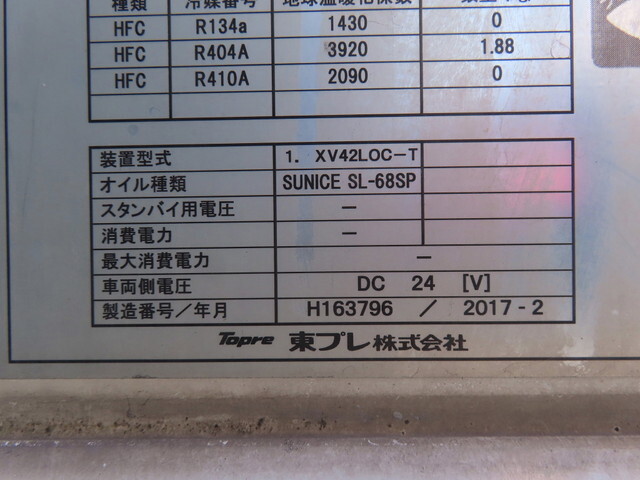 種類 冷媒番号 地球温暖化係数
HFC R134a 1430 0
HFC R404A 3920 1.88
HFC R410A 2090 0
装置型式 1. XV42LOC-T
オイル種類 SUNICE SL-68SP
スタンバイ用電圧 －
消費電力 －
最大消費電力 －
車両側電圧 DC 24 [V]
製造番号／年月 H163796 ／ 2017-2
Topre 東プレ株式会社